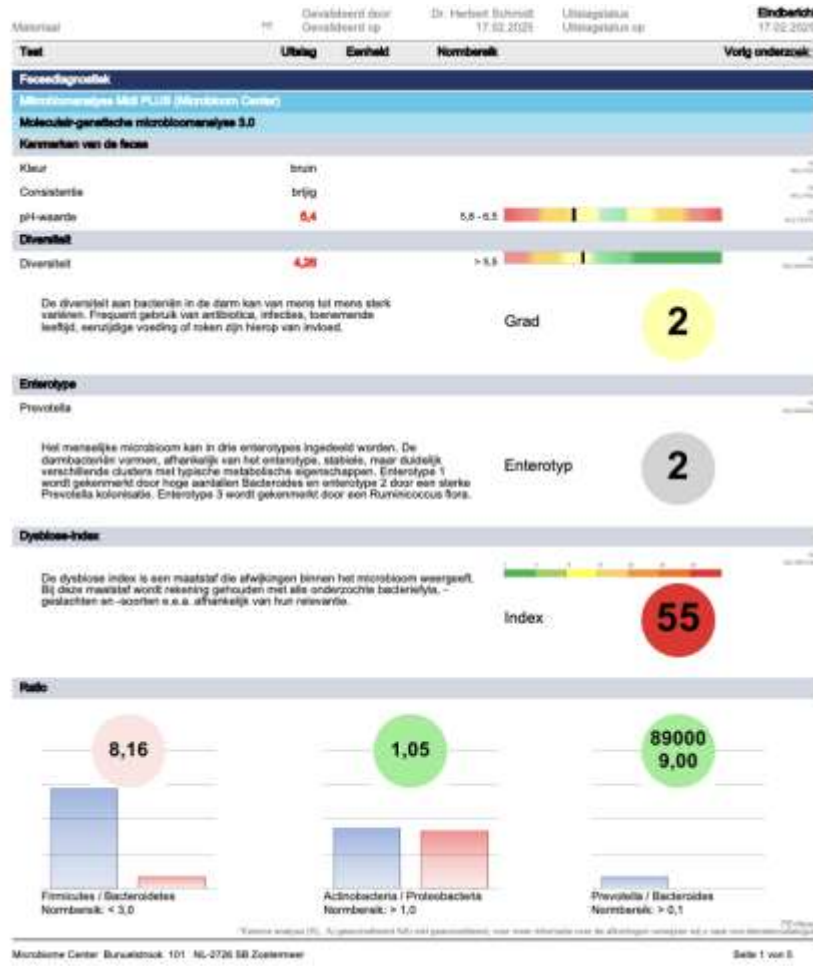 Materiaal
Gevalideerd door Dr. Herbert Schmidt Uitslagstatus Eindbericht
Gevalideerd op 17.02.2025 Uitslagstatus op 17.02.2025
Test Uitslag Eenheid Normbereik Vorig onderzoek
Fecesdiagnostiek
Microbioomanalyse Midi PLUS (Microbioom Center)
Moleculair-genetische microbioomanalyse 3.0
Kenmerken van de feces
Kleur bruin
Consistentie brijig
pH-waarde 5,4 5,8 - 6,5
Diversiteit
Diversiteit > 5,5
De diversiteit aan bacteriën in de darm kan van mens tot mens sterk
variëren. Frequent gebruik van antibiotica, infecties, toenemende
leeftijd, eenzijdige voeding of roken zijn hierop van invloed.
Grad 2
Enterotype
Prevotella
Het menselijke microbioom kan in drie enterotypes ingedeeld worden. De
darmbacteriën vormen, afhankelijk van het enterotype, stabiele, maar duidelijk
verschillende clusters met typische metabolische eigenschappen. Enterotype 1
wordt gekenmerkt door hoge aantallen Bacteroides en enterotype 2 door een sterke
Prevotella kolonisatie. Enterotype 3 wordt gekenmerkt door een Ruminicoccus flora.
Enterotyp 2
Dysbiose-index
De dysbiose index is een maatstaf die afwijkingen binnen het microbioom weergeeft.
Bij deze maatstaf wordt rekening gehouden met alle onderzochte bacteriefyla, -
geslachten en -soorten e.e.a. afhankelijk van hun relevantie.
Index 55
Ratio
8,16
1,05
89000
9,00
Firmicutes / Bacteroidetes
Normbereik: < 3,0
Actinobacteria / Proteobacteria
Normbereik: > 1,0
Prevotella / Bacteroides
Normbereik: > 0,1
Microbiome Center NL-2726 SB Zoetermeer Seite 1 von 5